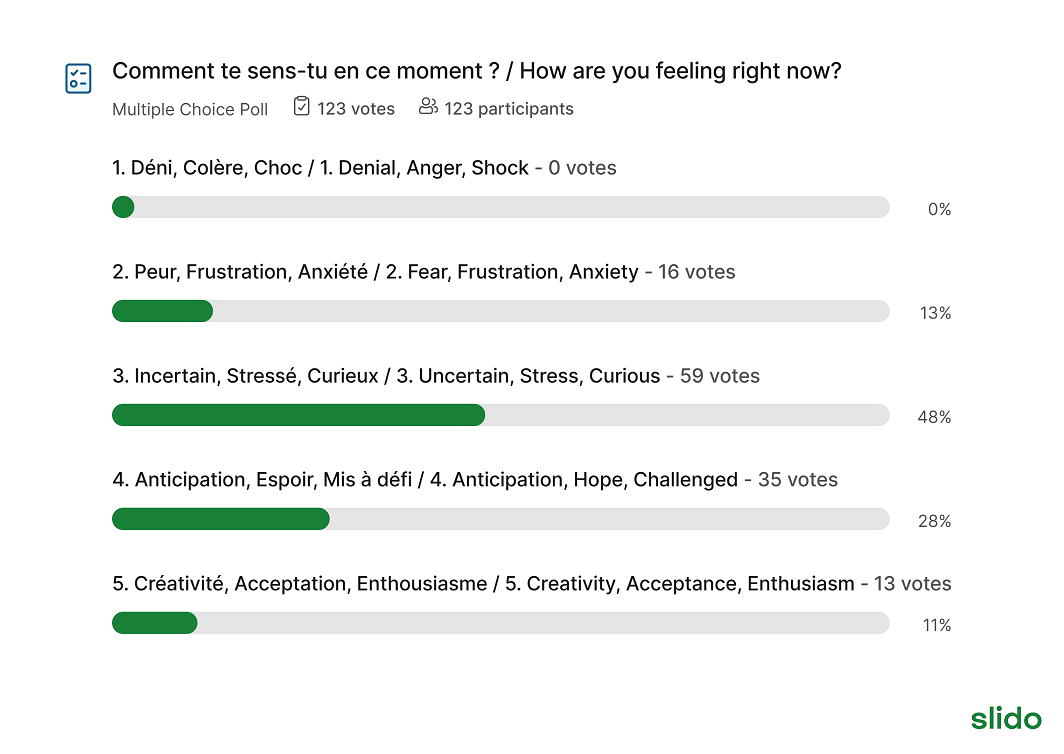 Comment te sens-tu en ce moment ? / How are you feeling right now?
Multiple Choice Poll 123 votes 123 participants
1. Déni, Colère, Choc / 1. Denial, Anger, Shock - 0 votes
0%
2. Peur, Frustration, Anxiété / 2. Fear, Frustration, Anxiety - 16 votes
13%
3. Incertain, Stressé, Curieux / 3. Uncertain, Stress, Curious - 59 votes
48%
4. Anticipation, Espoir, Mis à défi / 4. Anticipation, Hope, Challenged - 35 votes
28%
5. Créativité, Acceptation, Enthousiasme / 5. Creativity, Acceptance, Enthusiasm - 13 votes
11%
slido